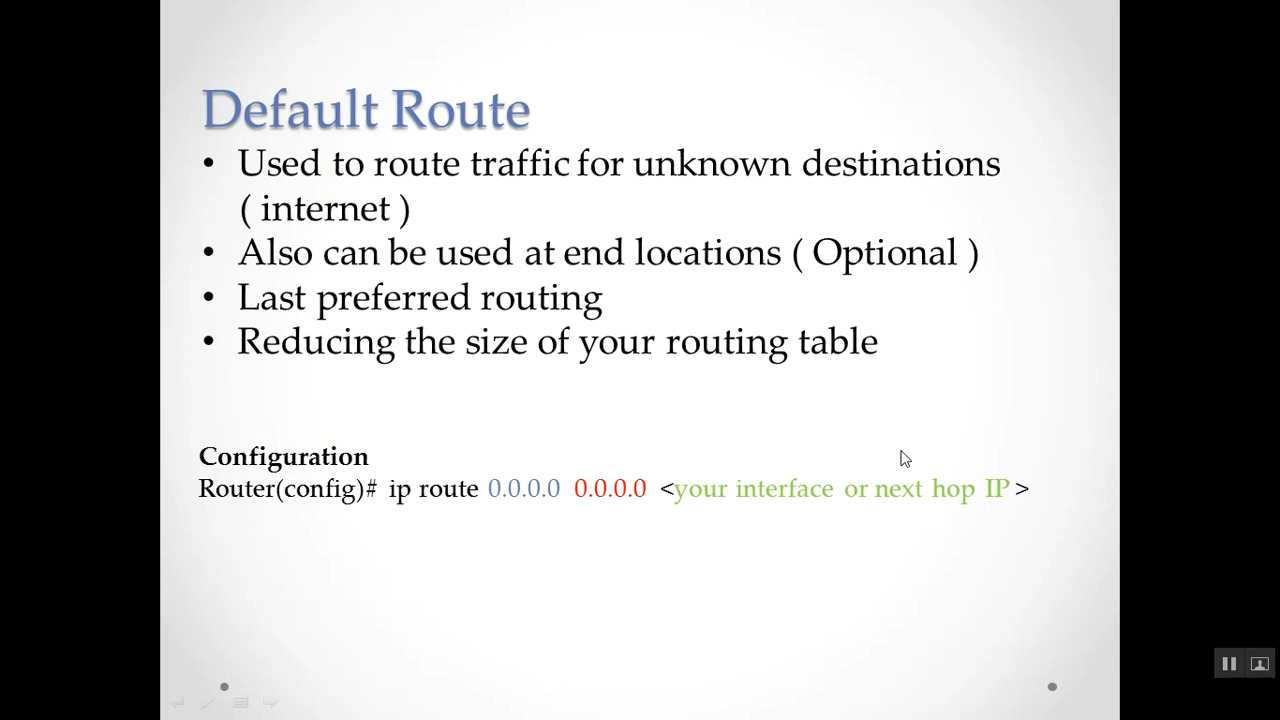 Default Route
• Used to route traffic for unknown destinations
( internet )
• Also can be used at end locations ( Optional )
• Last preferred routing
• Reducing the size of your routing table
Configuration
Router(config)# ip route 0.0.0.0 0.0.0.0 <your interface or next hop IP >